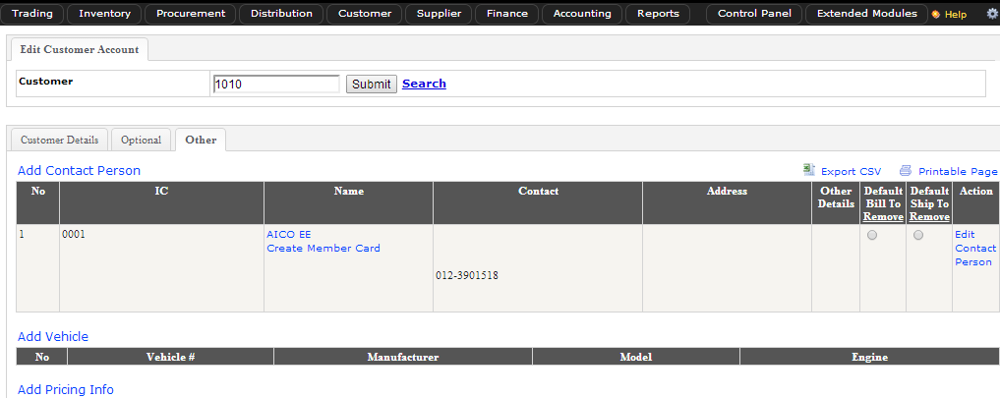 Trading Inventory Procurement Distribution Customer Supplier Finance Accounting Reports Control Panel Extended Modules Help
Edit Customer Account
Customer 1010 Submit Search
Customer Details Optional Other
Add Contact Person Export CSV Printable Page
No IC Name Contact Address Other Details Default Bill To Remove Default Ship To Remove Action
1 0001 AICO EE Edit Contact Person
Create Member Card
012-3901518
Add Vehicle
No Vehicle # Manufacturer Model Engine
Add Pricing Info